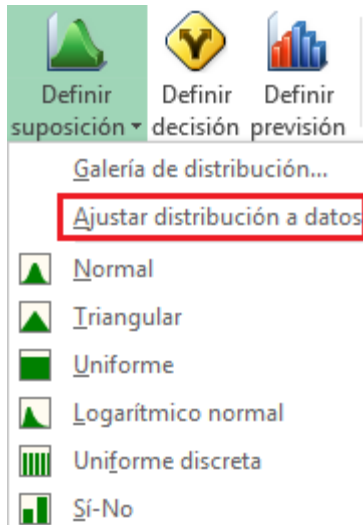 Definir Definir Definir
suposición decisión previsión
Galería de distribución...
Ajustar distribución a datos
Normal
Triangular
Uniforme
Logarítmico normal
Uniforme discreta
Sí-No